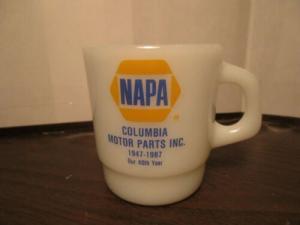 NAPA
®
COLUMBIA
MOTOR PARTS INC.
1947-1987
Our 40th Year